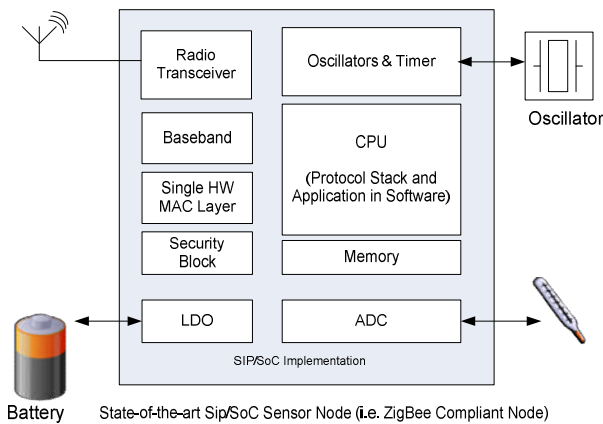 Radio
Transceiver
Oscillators & Timer
Oscillator
Baseband
CPU
(Protocol Stack and
Application in Software)
Single HW
MAC Layer
Security
Block
Memory
LDO
ADC
SIP/SoC Implementation
Battery
State-of-the-art Sip/SoC Sensor Node (i.e. ZigBee Compliant Node)